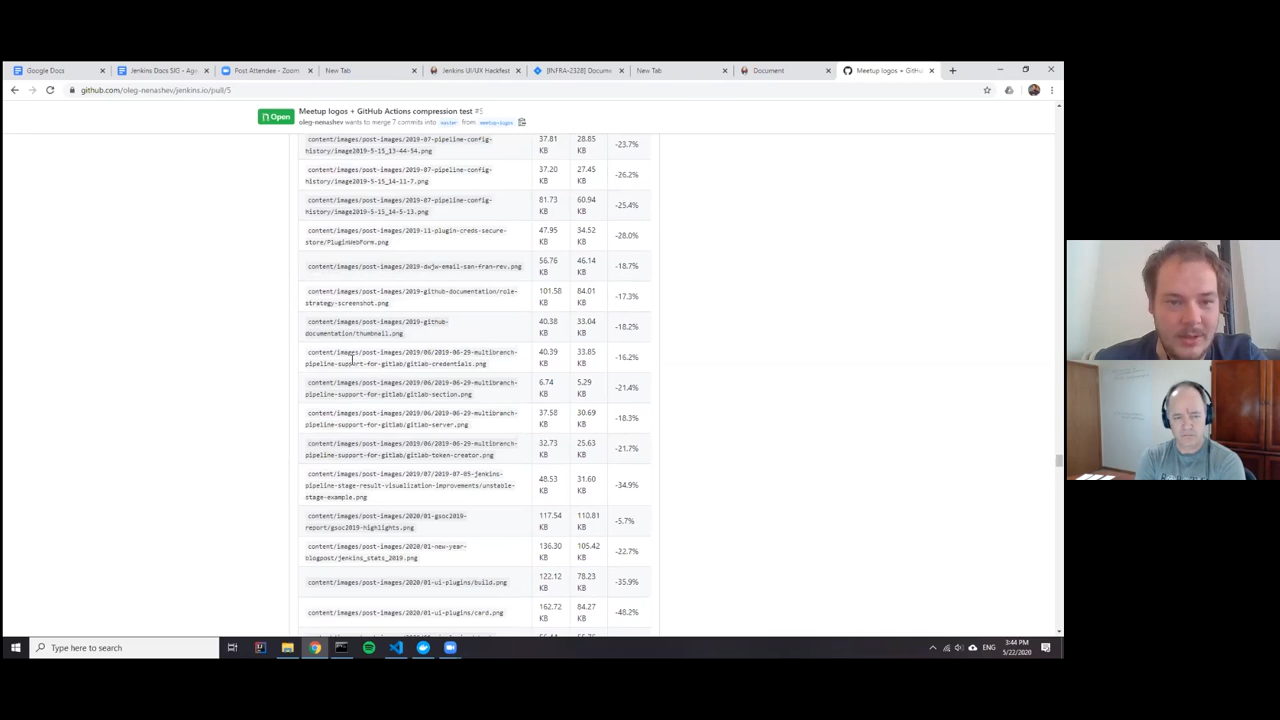 Google Docs
Jenkins Docs SIG - Age
Post Attendee - Zoom
New Tab
Jenkins UI/UX Hackfest
[INFRA-2328] Docume
New Tab
Document
Meetup logos + GitHu
github.com/oleg-nenashev/jenkins.io/pull/5
Open
Meetup logos + GitHub Actions compression test #5
oleg-nenashev wants to merge 7 commits into master from meetup-logos
content/images/post-images/2019-07-pipeline-config-
history/image2019-5-15_13-44-54.png
37.81 KB
28.85 KB
-23.7%
content/images/post-images/2019-07-pipeline-config-
history/image2019-5-15_14-11-7.png
37.20 KB
27.45 KB
-26.2%
content/images/post-images/2019-07-pipeline-config-
history/image2019-5-15_14-5-13.png
81.73 KB
60.94 KB
-25.4%
content/images/post-images/2019-11-plugin-creds-secure-
store/PluginWebForm.png
47.95 KB
34.52 KB
-28.0%
content/images/post-images/2019-dwjw-email-san-fran-rev.png
56.76 KB
46.14 KB
-18.7%
content/images/post-images/2019-github-documentation/role-
strategy-screenshot.png
101.58 KB
84.01 KB
-17.3%
content/images/post-images/2019-github-
documentation/thumbnail.png
40.38 KB
33.04 KB
-18.2%
content/images/post-images/2019/06/2019-06-29-multibranch-
pipeline-support-for-gitlab/gitlab-credentials.png
40.39 KB
33.85 KB
-16.2%
content/images/post-images/2019/06/2019-06-29-multibranch-
pipeline-support-for-gitlab/gitlab-section.png
6.74 KB
5.29 KB
-21.4%
content/images/post-images/2019/06/2019-06-29-multibranch-
pipeline-support-for-gitlab/gitlab-server.png
37.58 KB
30.69 KB
-18.3%
content/images/post-images/2019/06/2019-06-29-multibranch-
pipeline-support-for-gitlab/gitlab-token-creator.png
32.73 KB
25.63 KB
-21.7%
content/images/post-images/2019/07/2019-07-05-jenkins-
pipeline-stage-result-visualization-improvements/unstable-
stage-example.png
48.53 KB
31.60 KB
-34.9%
content/images/post-images/2020/01-gsoc2019-
report/gsoc2019-highlights.png
117.54 KB
110.81 KB
-5.7%
content/images/post-images/2020/01-new-year-
blogpost/jenkins_stats_2019.png
136.30 KB
105.42 KB
-22.7%
content/images/post-images/2020/01-ui-plugins/build.png
122.12 KB
78.23 KB
-35.9%
content/images/post-images/2020/01-ui-plugins/card.png
162.72 KB
84.27 KB
-48.2%
Type here to search
ENG
3:44 PM
5/22/2020